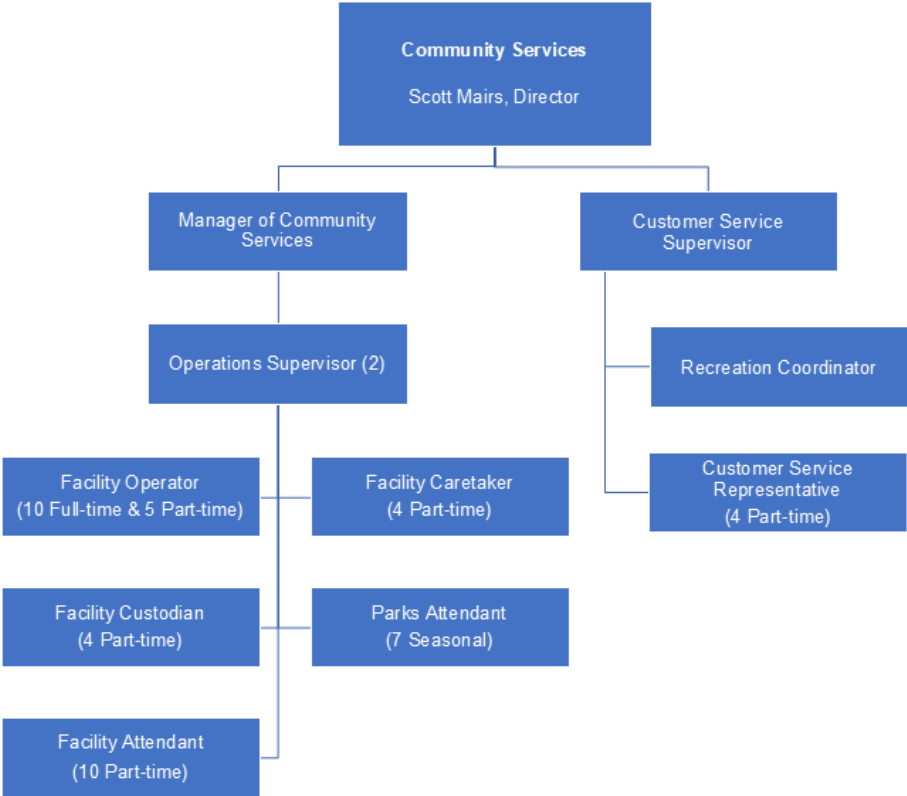 Community Services
Scott Mairs, Director
Manager of Community
Services
Customer Service
Supervisor
Operations Supervisor (2)
Recreation Coordinator
Facility Operator
(10 Full-time & 5 Part-time)
Facility Caretaker
(4 Part-time)
Customer Service
Representative
(4 Part-time)
Facility Custodian
(4 Part-time)
Parks Attendant
(7 Seasonal)
Facility Attendant
(10 Part-time)